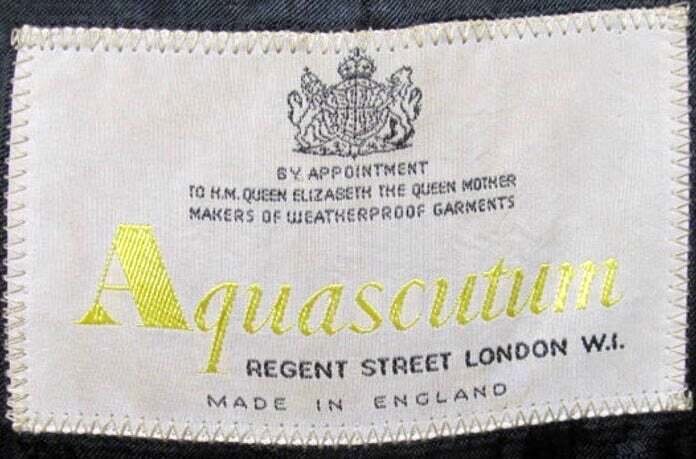 BY APPOINTMENT
TO H.M. QUEEN ELIZABETH THE QUEEN MOTHER
MAKERS OF WEATHERPROOF GARMENTS
Aquascutum
REGENT STREET LONDON W.I.
MADE IN ENGLAND